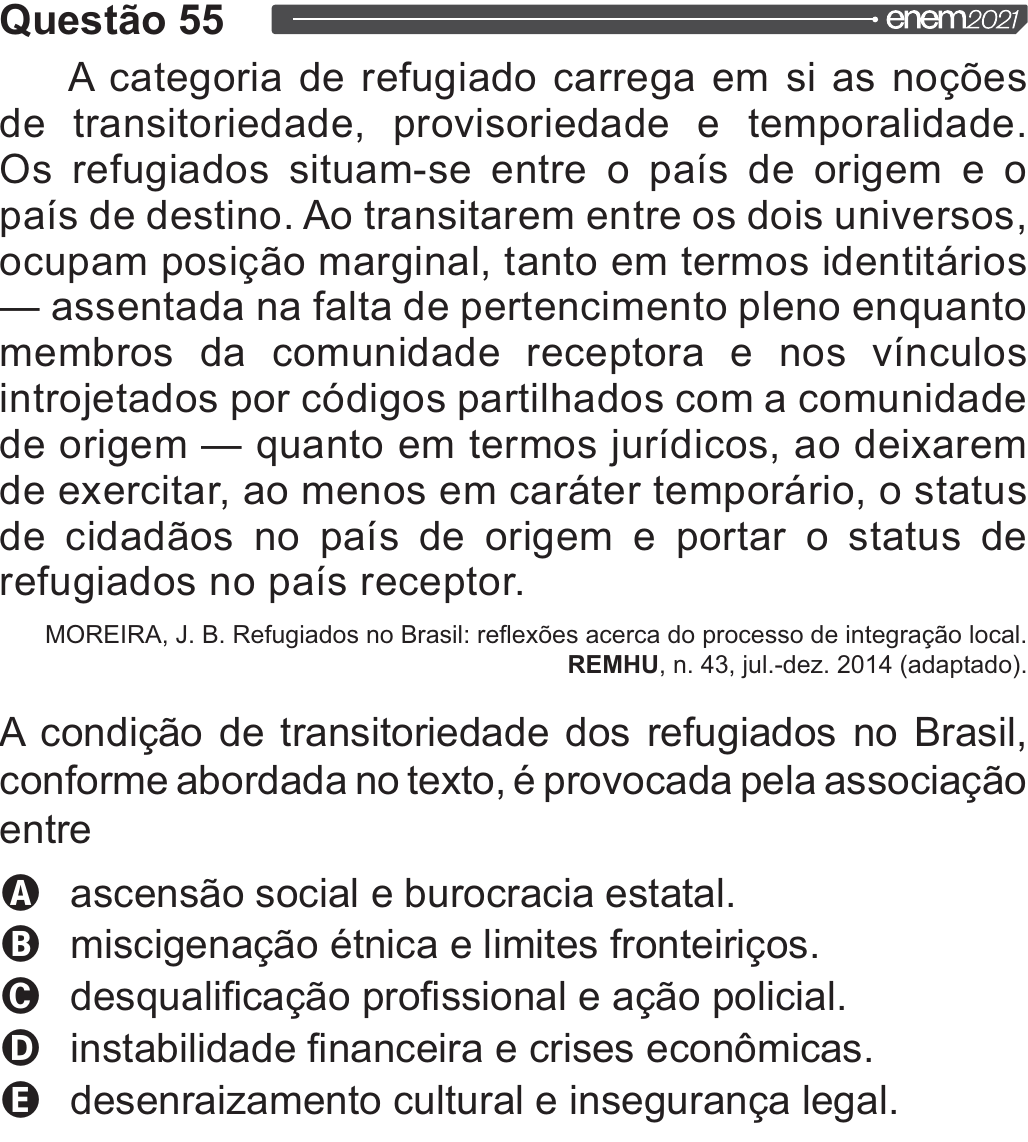 Questão 55
enem2021
A categoria de refugiado carrega em si as noções
de transitoriedade, provisoriedade e temporalidade.
Os refugiados situam-se entre o país de origem e o
país de destino. Ao transitarem entre os dois universos,
ocupam posição marginal, tanto em termos identitários
— assentada na falta de pertencimento pleno enquanto
membros da comunidade receptora e nos vínculos
introjetados por códigos partilhados com a comunidade
de origem — quanto em termos jurídicos, ao deixarem
de exercitar, ao menos em caráter temporário, o status
de cidadãos no país de origem e portar o status de
refugiados no país receptor.
MOREIRA, J. B. Refugiados no Brasil: reflexões acerca do processo de integração local.
REMHU, n. 43, jul.-dez. 2014 (adaptado).
A condição de transitoriedade dos refugiados no Brasil,
conforme abordada no texto, é provocada pela associação
entre
A ascensão social e burocracia estatal.
B miscigenação étnica e limites fronteiriços.
C desqualificação profissional e ação policial.
D instabilidade financeira e crises econômicas.
E desenraizamento cultural e insegurança legal.